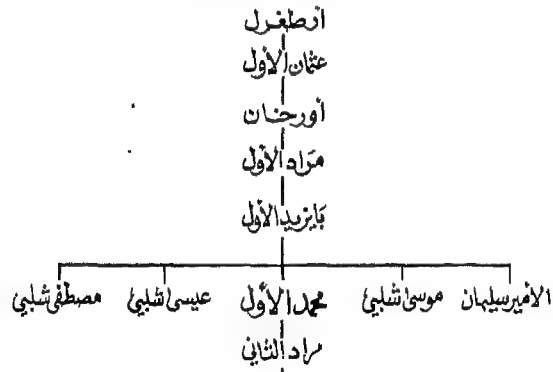 أرطغرل
عثمان الأول
أورخان
مراد الأول
بايزيد الأول
الأمير سليمان موسى شلبي محمد الأول عيسى شلبي مصطفى شلبي
مراد الثاني